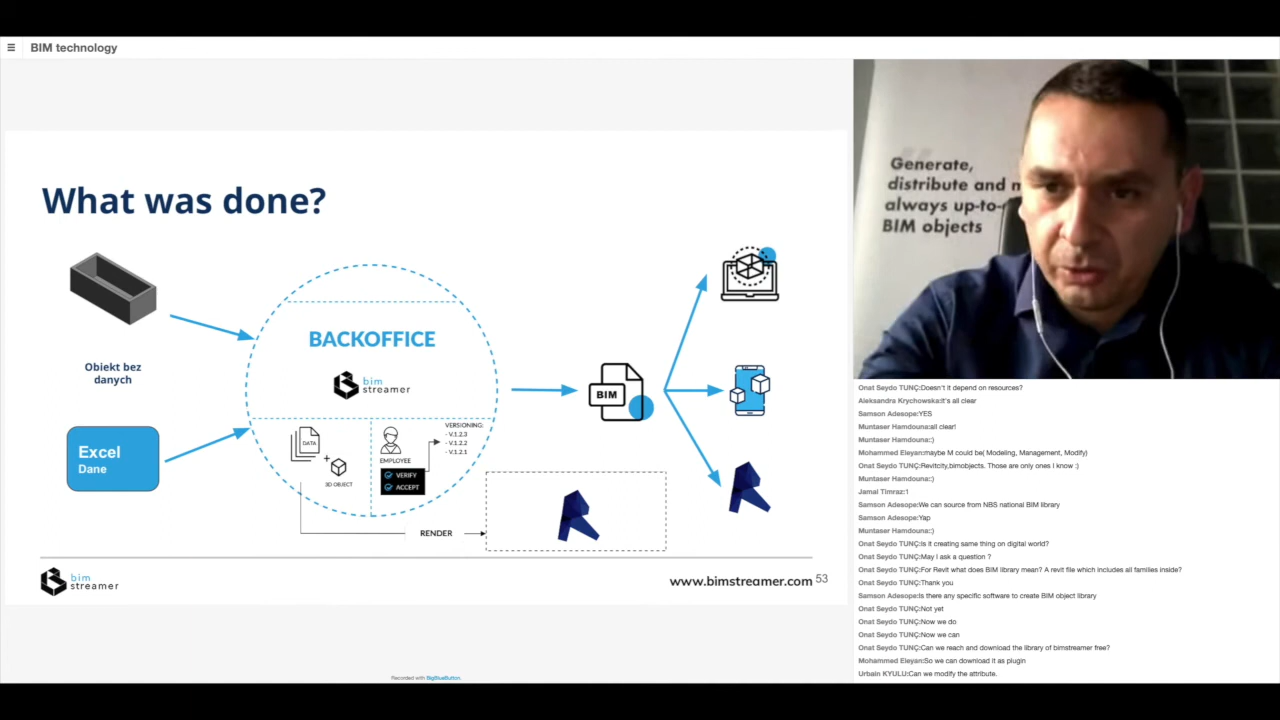 BIM technology
What was done?
Obiekt bez
danych
Excel
Dane
BACKOFFICE
bim
streamer
DATA
+
3D OBJECT
EMPLOYEE
VERIFY
ACCEPT
VERSIONING:
- V.1.2.3
- V.1.2.2
- V.1.2.1
RENDER
BIM
bim
streamer
www.bimstreamer.com 53
Recorded with BigBlueButton.
Generate,
distribute and m
always up-to-
BIM objects
Onat Seydo TUNÇ:Doesn't it depend on resources?
Aleksandra Krychowska:it's all clear
Samson Adesope:YES
Muntaser Hamdouna:all clear!
Muntaser Hamdouna::)
Mohammed Eleyan:maybe M could be( Modeling, Management, Modify)
Onat Seydo TUNÇ:Revitcity,bimobjects. Those are only ones I know :)
Muntaser Hamdouna::)
Jamal Timraz:1
Samson Adesope:We can source from NBS national BIM library
Samson Adesope:Yap
Muntaser Hamdouna::)
Onat Seydo TUNÇ:Is it creating same thing on digital world?
Onat Seydo TUNÇ:May I ask a question ?
Onat Seydo TUNÇ:For Revit what does BIM library mean? A revit file which includes all families inside?
Onat Seydo TUNÇ:Thank you
Samson Adesope:Is there any specific software to create BIM object library
Onat Seydo TUNÇ:Not yet
Onat Seydo TUNÇ:Now we do
Onat Seydo TUNÇ:Now we can
Onat Seydo TUNÇ:Can we reach and download the library of bimstreamer free?
Mohammed Eleyan:So we can download it as plugin
Urbain KYULU:Can we modify the attribute.